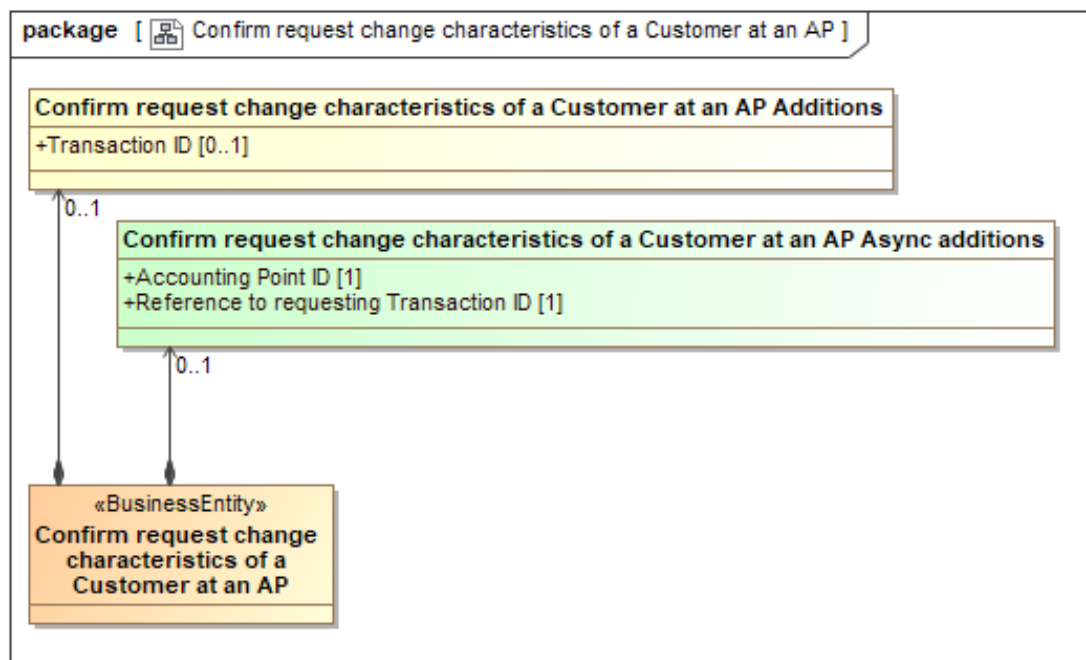 package [ Confirm request change characteristics of a Customer at an AP ]
Confirm request change characteristics of a Customer at an AP Additions
+Transaction ID [0..1]
0..1
Confirm request change characteristics of a Customer at an AP Async additions
+Accounting Point ID [1]
+Reference to requesting Transaction ID [1]
0..1
«BusinessEntity»
Confirm request change
characteristics of a
Customer at an AP